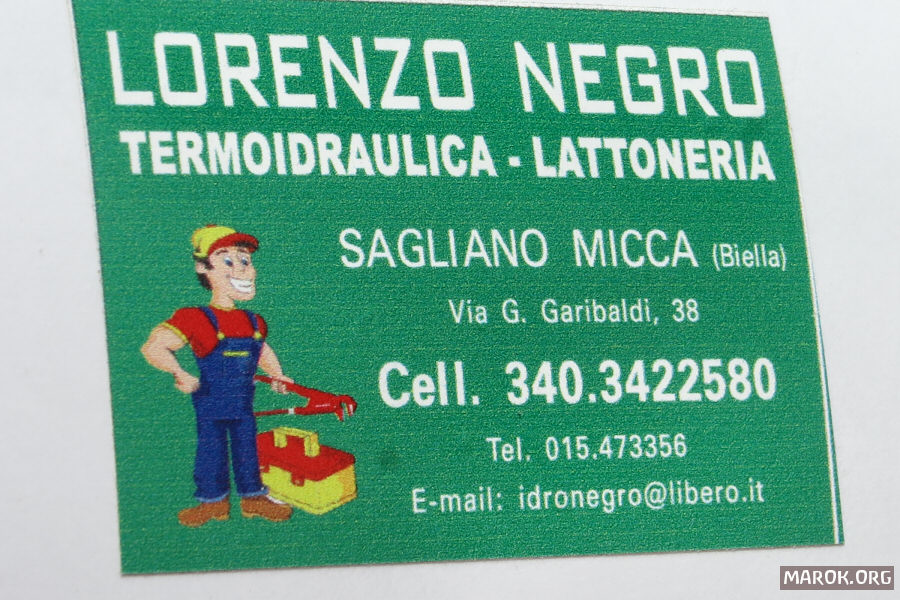 LORENZO NEGRO
TERMOIDRAULICA - LATTONERIA
SAGLIANO MICCA (Biella)
Via G. Garibaldi, 38
Cell. 340.3422580
Tel. 015.473356
E-mail: idronegro@libero.it
MAROK.ORG